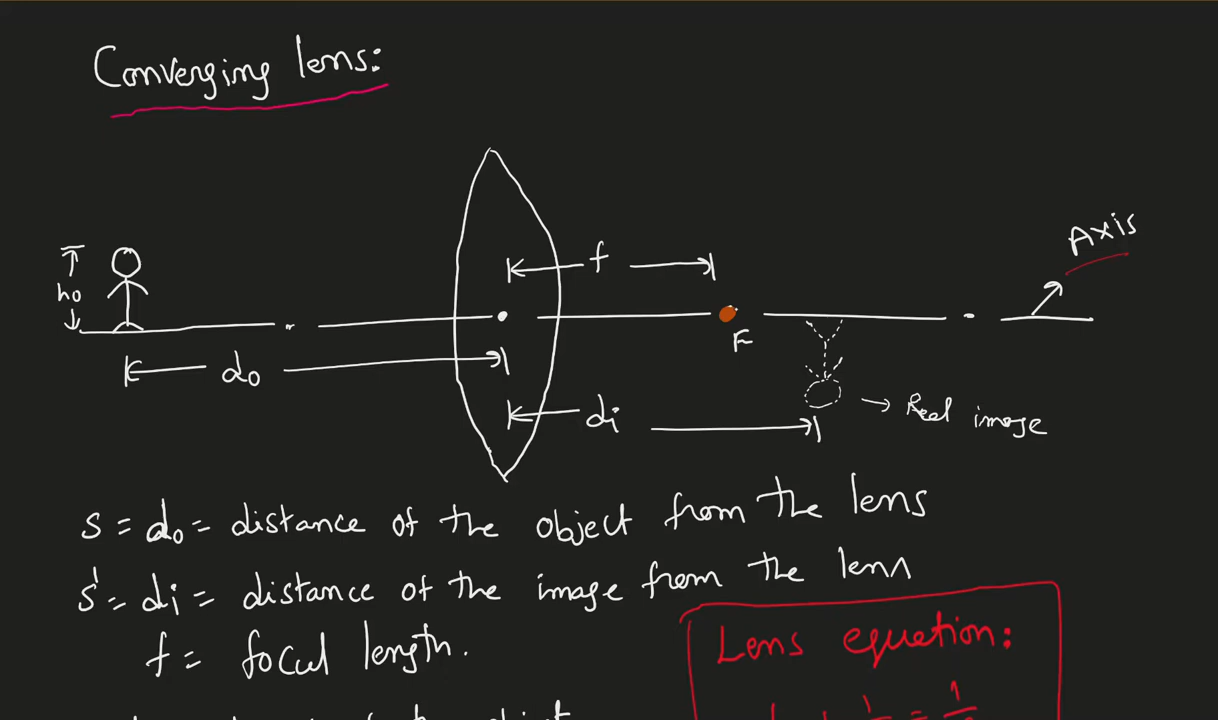 Converging lens:
Axis
ho
f
F
do
di
→ Real image
s = do = distance of the object from the lens
s' = di = distance of the image from the lens
f = focal length.
Lens equation: